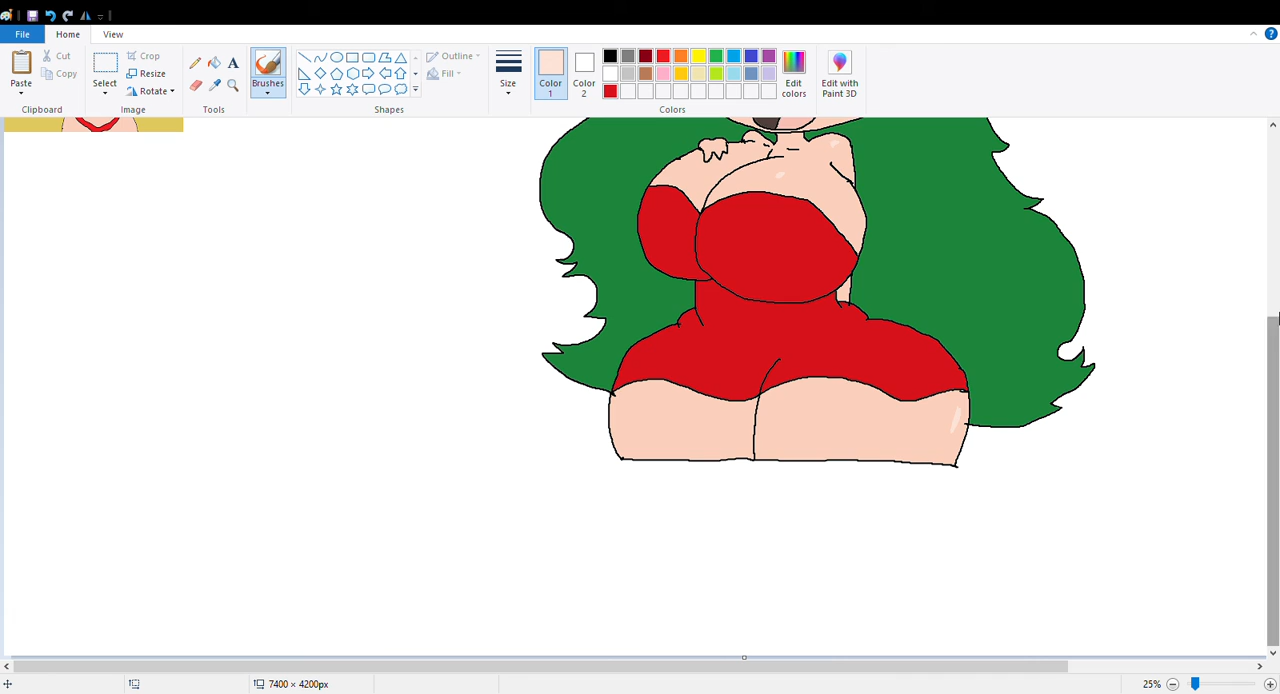 File Home View
Paste
Cut
Copy
Clipboard
Select
Crop
Resize
Rotate
Image
A
Tools
Brushes
Outline
Fill
Shapes
Size
Color 1
Color 2
Edit colors
Colors
Edit with Paint 3D
7400 × 4200px
25%